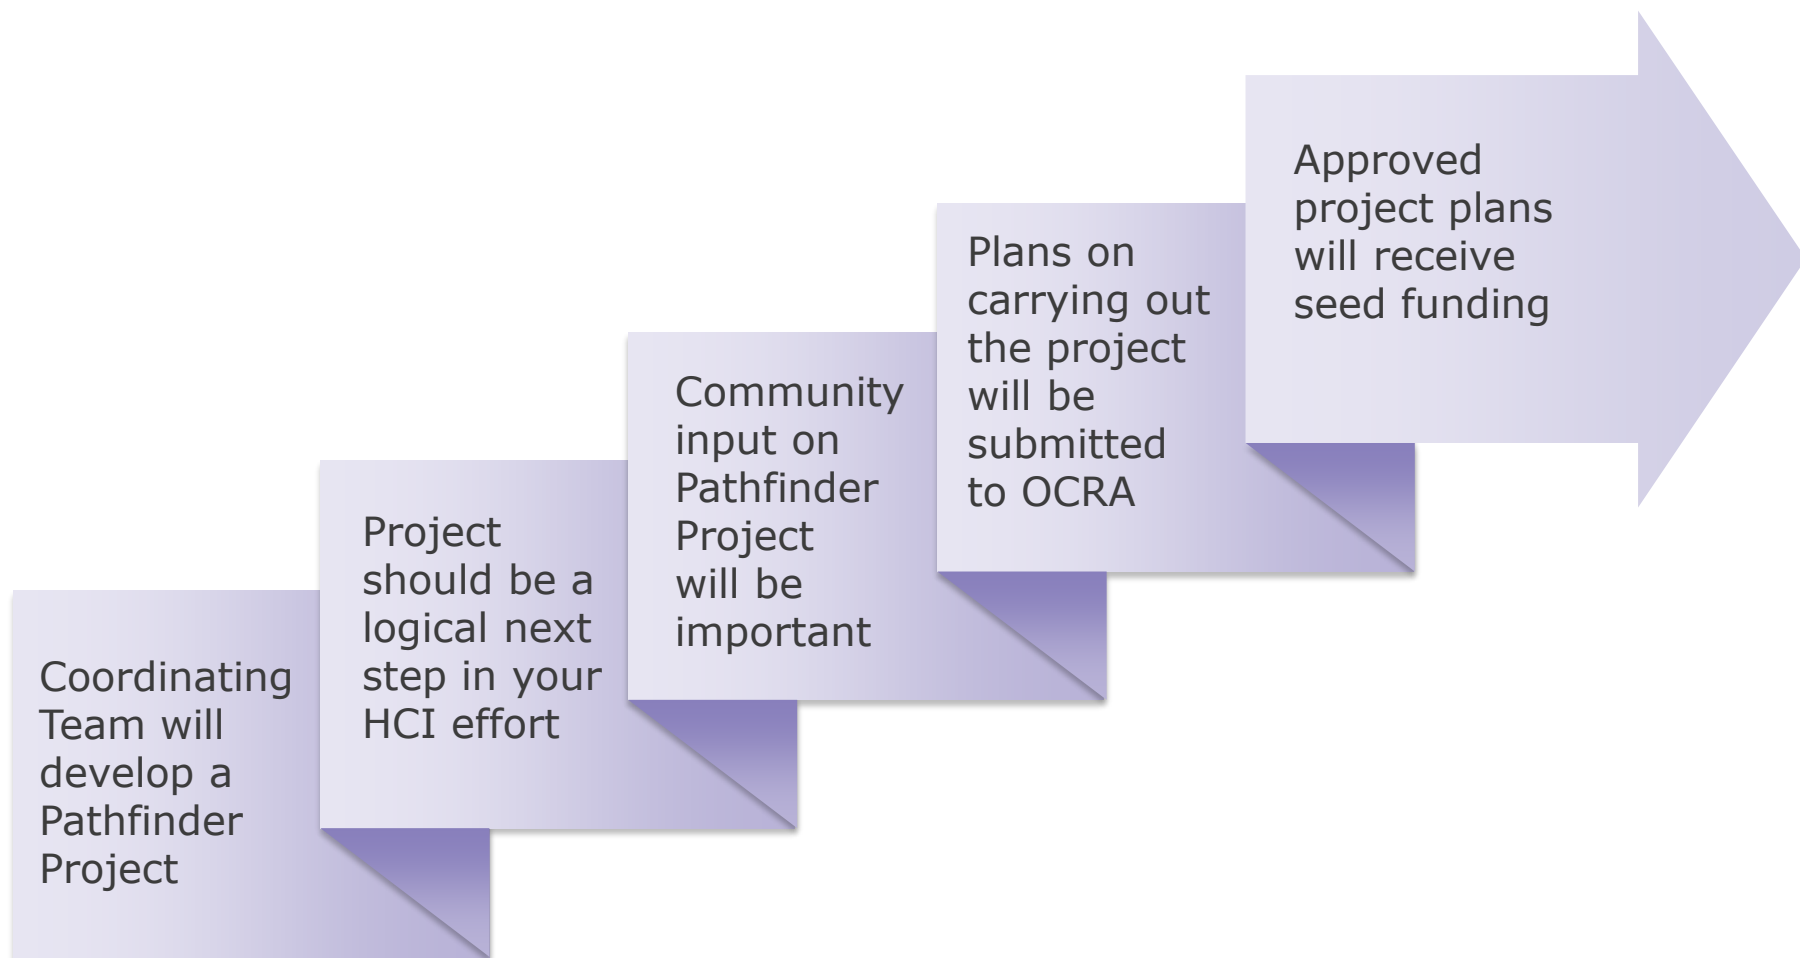 Coordinating
Team will
develop a
Pathfinder
Project
Project
should be a
logical next
step in your
HCI effort
Community
input on
Pathfinder
Project
will be
important
Plans on
carrying out
the project
will be
submitted
to OCRA
Approved
project plans
will receive
seed funding